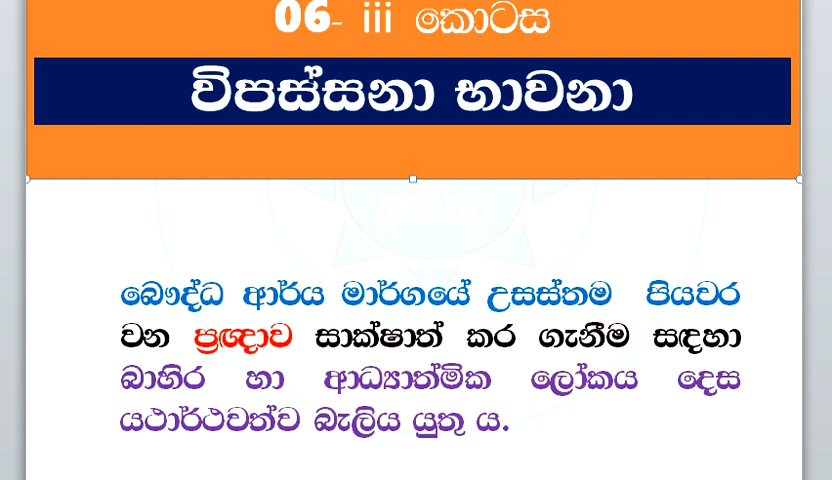 06- iii කොටස
විපස්සනා භාවනා
බෞද්ධ ආර්ය මාර්ගයේ උසස්තම පියවර
වන ප්‍රඥාව සාක්ෂාත් කර ගැනීම සඳහා
බාහිර හා ආධ්‍යාත්මික ලෝකය දෙස
යථාර්ථවත්ව බැලිය යුතු ය.